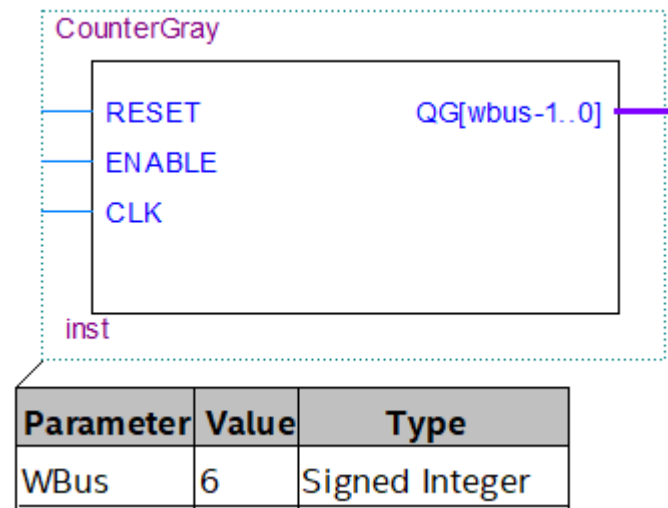 CounterGray
RESET QG[wbus-1..0]
ENABLE
CLK
inst
Parameter Value Type
WBus 6 Signed Integer